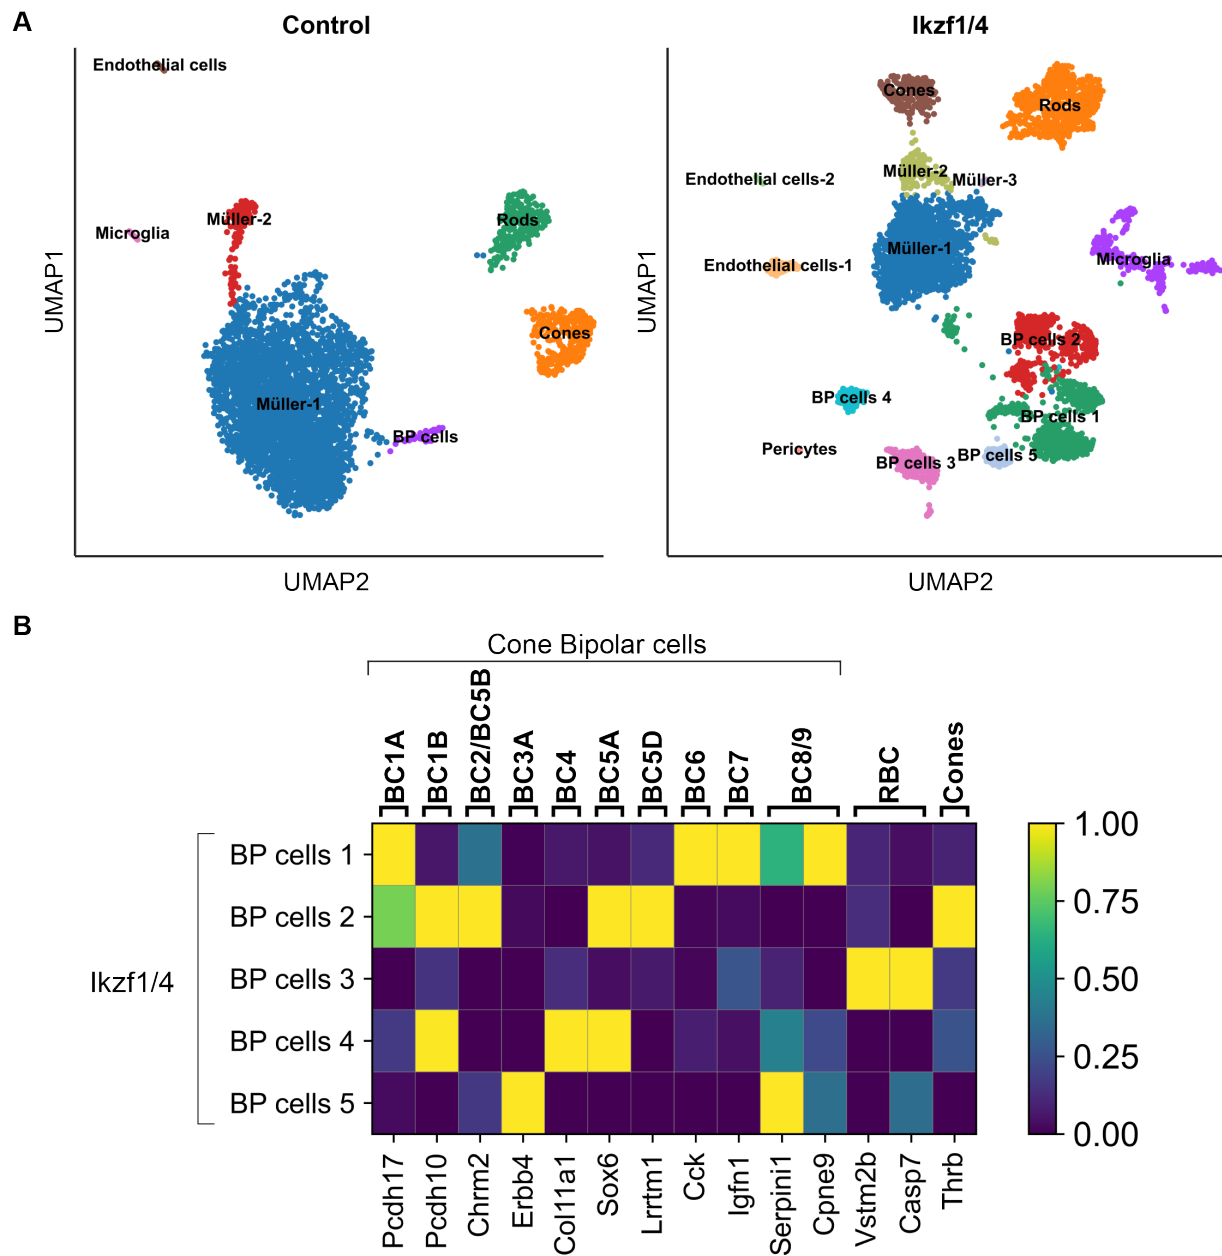 A
Control
Ikzf1/4
Endothelial cells
Müller-2
Microglia
Rods
Cones
Müller-1
BP cells
UMAP1
UMAP2
Cones
Rods
Müller-2
Müller-3
Endothelial cells-2
Müller-1
Endothelial cells-1
Microglia
BP cells 2
BP cells 4
BP cells 1
Pericytes
BP cells 3
BP cells 5
UMAP1
UMAP2
B
Cone Bipolar cells
BC1A
BC1B
BC2/BC5B
BC3A
BC4
BC5A
BC5D
BC6
BC7
BC8/9
RBC
Cones
Ikzf1/4
BP cells 1
BP cells 2
BP cells 3
BP cells 4
BP cells 5
1.00
0.75
0.50
0.25
0.00
Pcdh17
Pcdh10
Chrm2
Erbb4
Col11a1
Sox6
Lrrtm1
Cck
Igfn1
Serpini1
Cpne9
Vstm2b
Casp7
Thrb